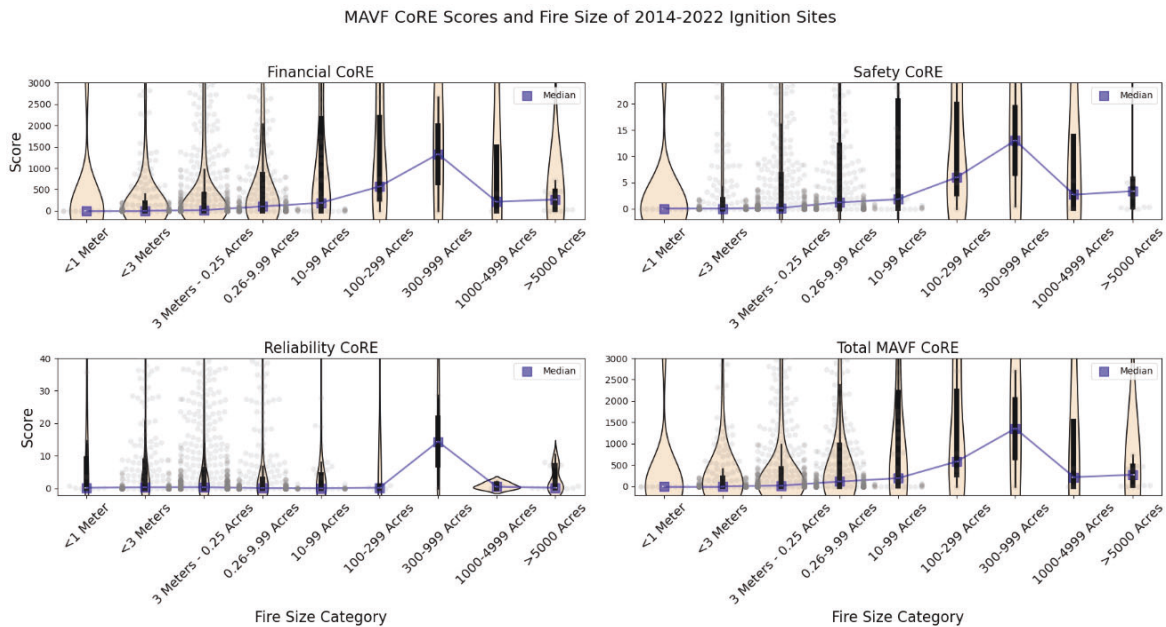 MAVF CoRE Scores and Fire Size of 2014-2022 Ignition Sites
Financial CoRE
Score
3000
2500
2000
1500
1000
500
0
Median
<1 Meter
<3 Meters
3 Meters - 0.25 Acres
0.26-9.99 Acres
10-99 Acres
100-299 Acres
300-999 Acres
1000-4999 Acres
>5000 Acres
Safety CoRE
20
15
10
5
0
Median
<1 Meter
<3 Meters
3 Meters - 0.25 Acres
0.26-9.99 Acres
10-99 Acres
100-299 Acres
300-999 Acres
1000-4999 Acres
>5000 Acres
Reliability CoRE
Score
40
30
20
10
0
Median
<1 Meter
<3 Meters
3 Meters - 0.25 Acres
0.26-9.99 Acres
10-99 Acres
100-299 Acres
300-999 Acres
1000-4999 Acres
>5000 Acres
Fire Size Category
Total MAVF CoRE
3000
2500
2000
1500
1000
500
0
Median
<1 Meter
<3 Meters
3 Meters - 0.25 Acres
0.26-9.99 Acres
10-99 Acres
100-299 Acres
300-999 Acres
1000-4999 Acres
>5000 Acres
Fire Size Category